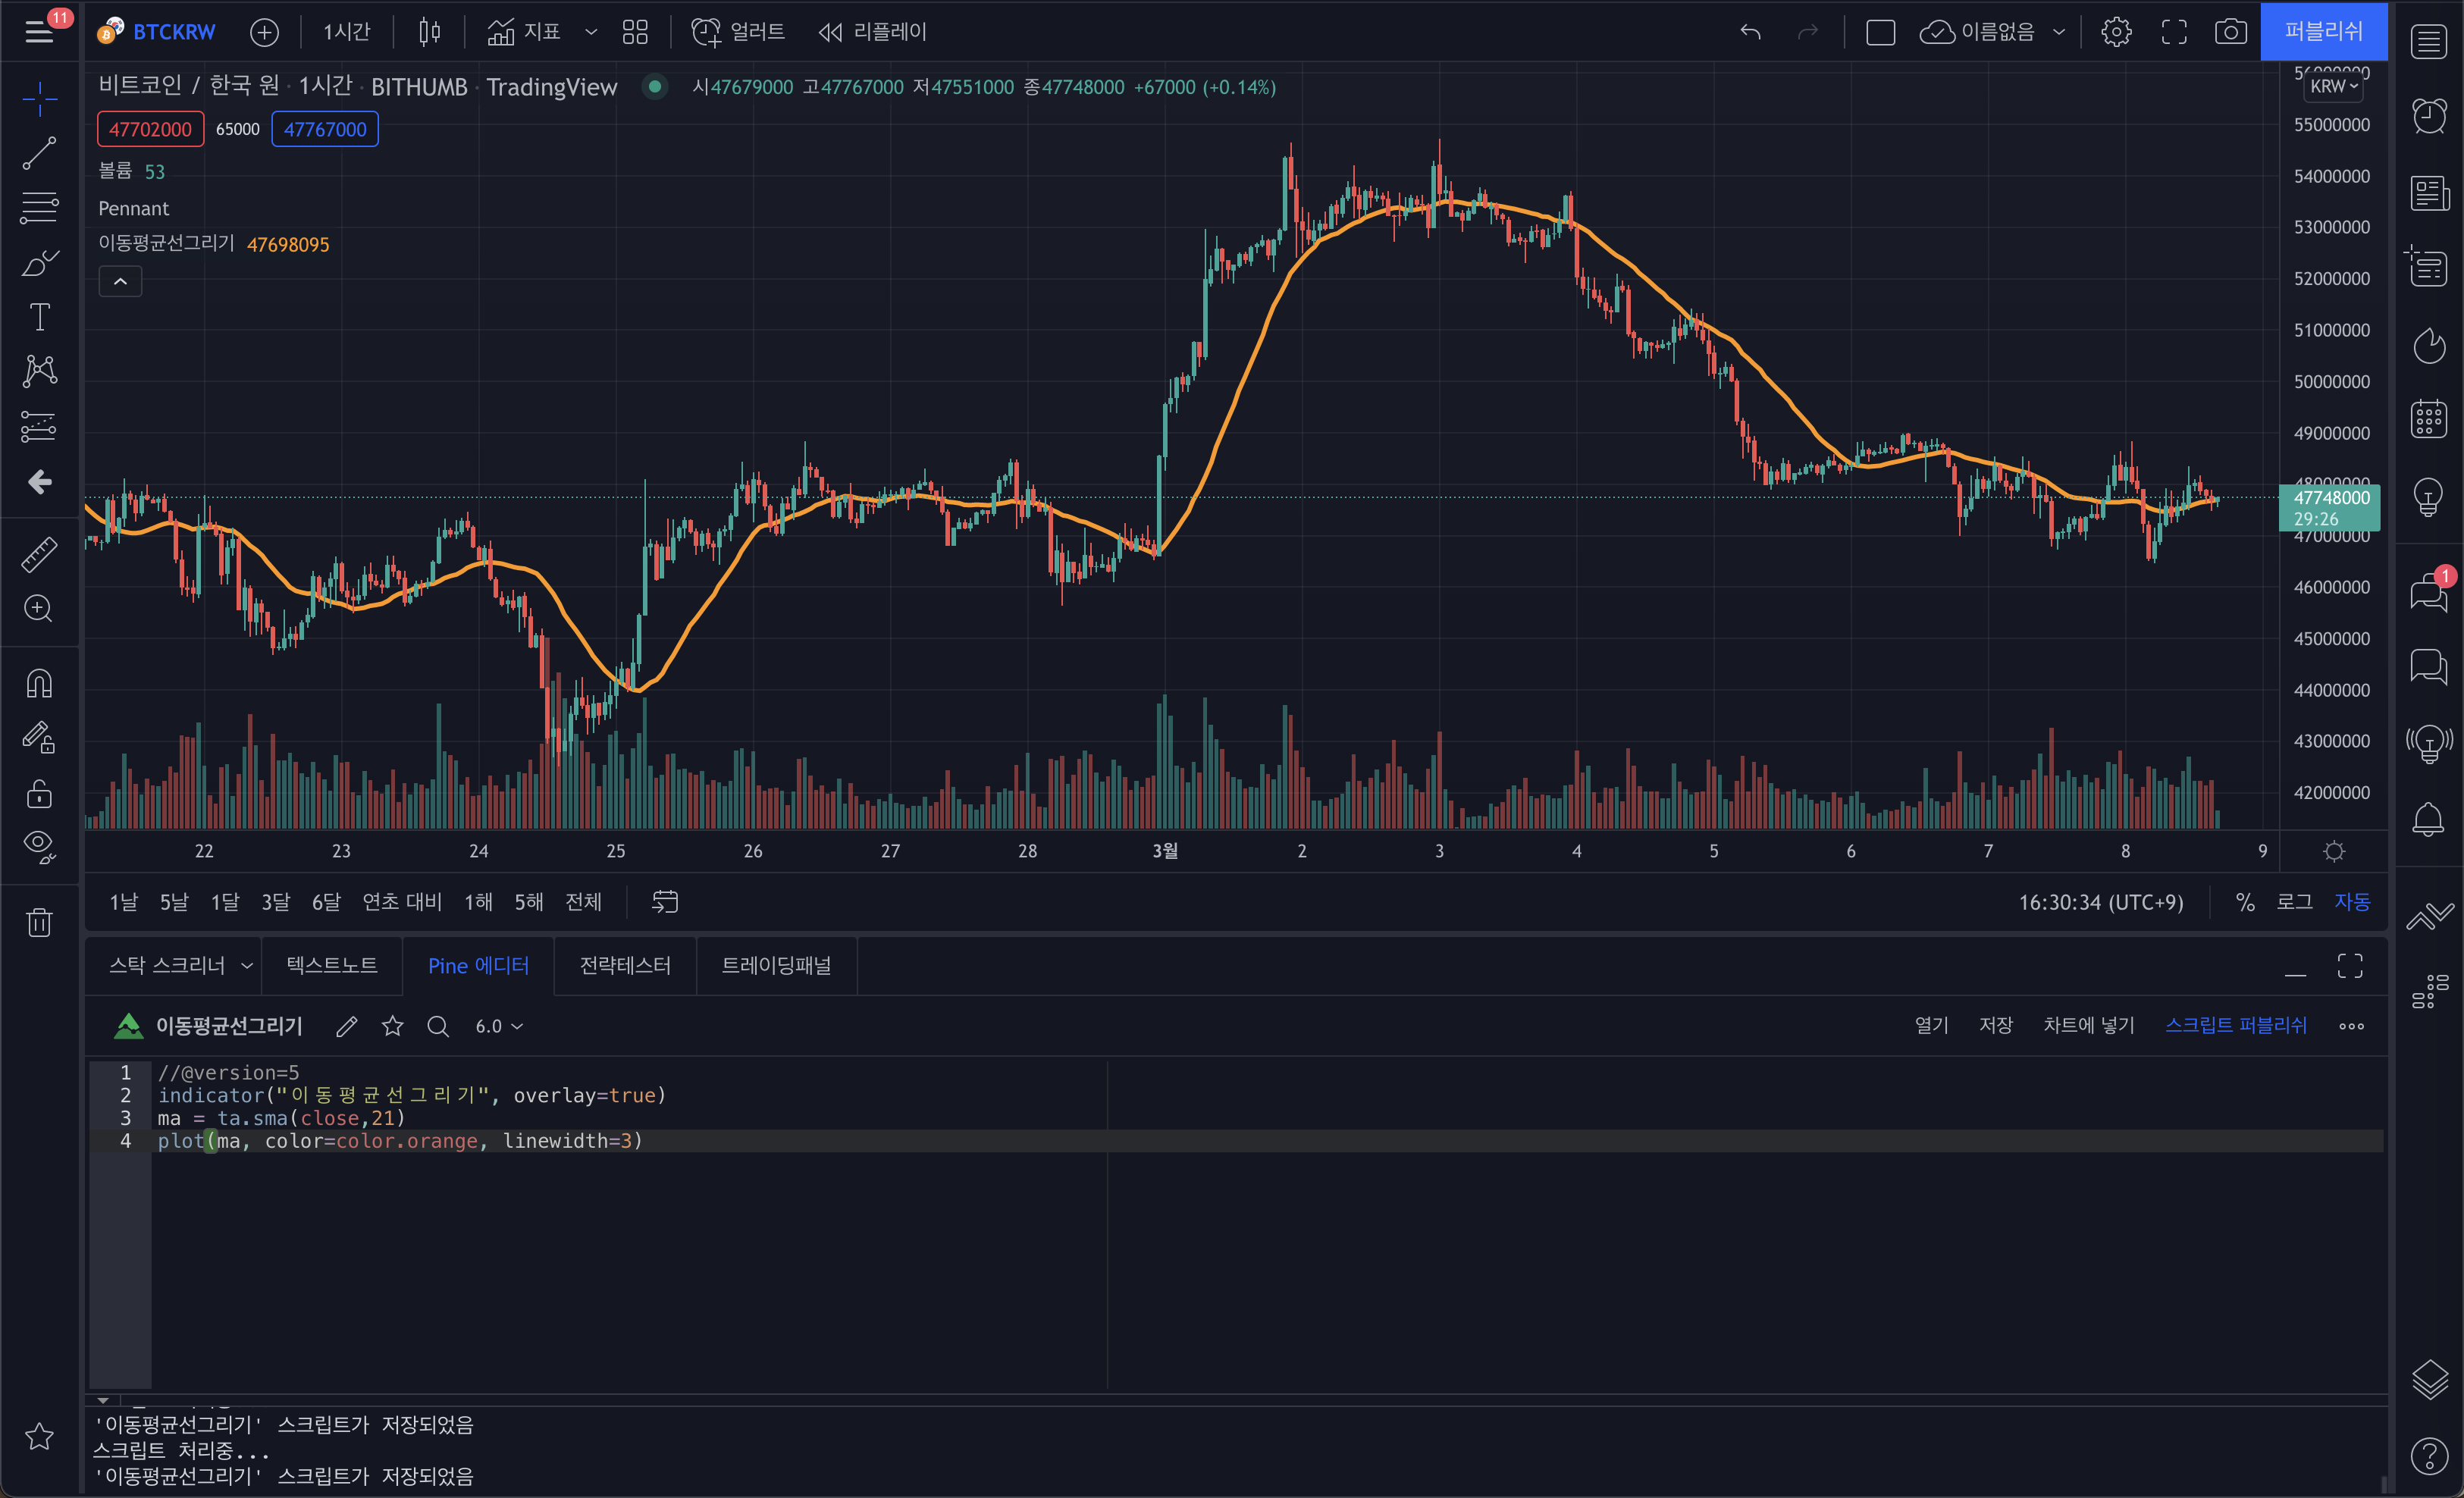 11
BTCKRW 1시간 지표 얼러트 리플레이 이름없음 퍼블리쉬
비트코인 / 한국 원 · 1시간 · BITHUMB · TradingView 시47679000 고47767000 저47551000 종47748000 +67000 (+0.14%)
47702000 65000 47767000
볼륨 53
Pennant
이동평균선그리기 47698095
56000000
KRW
55000000
54000000
53000000
52000000
51000000
50000000
49000000
48000000
47748000
29:26
47000000
46000000
45000000
44000000
43000000
42000000
1
22 23 24 25 26 27 28 3월 2 3 4 5 6 7 8 9
1날 5날 1달 3달 6달 연초 대비 1해 5해 전체 16:30:34 (UTC+9) % 로그 자동
스탁 스크리너 텍스트노트 Pine 에디터 전략테스터 트레이딩패널
이동평균선그리기 6.0 열기 저장 차트에 넣기 스크립트 퍼블리쉬
1 //@version=5
2 indicator("이동평균선그리기", overlay=true)
3 ma = ta.sma(close,21)
4 plot(ma, color=color.orange, linewidth=3)
'이동평균선그리기' 스크립트가 저장되었음
스크립트 처리중...
'이동평균선그리기' 스크립트가 저장되었음